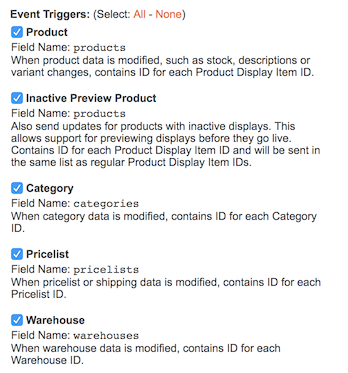 Event Triggers: (Select: All - None)
Product
Field Name: products
When product data is modified, such as stock, descriptions or
variant changes, contains ID for each Product Display Item ID.
Inactive Preview Product
Field Name: products
Also send updates for products with inactive displays. This
allows support for previewing displays before they go live.
Contains ID for each Product Display Item ID and will be sent in
the same list as regular Product Display Item IDs.
Category
Field Name: categories
When category data is modified, contains ID for each Category
ID.
Pricelist
Field Name: pricelists
When pricelist or shipping data is modified, contains ID for each
Pricelist ID.
Warehouse
Field Name: warehouses
When warehouse data is modified, contains ID for each
Warehouse ID.